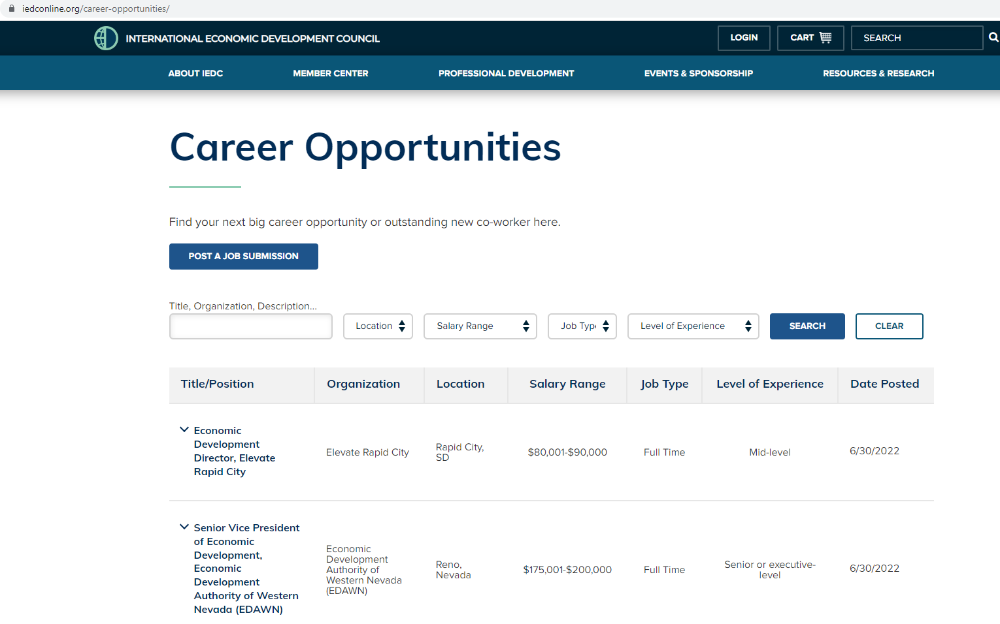 iedconline.org/career-opportunities/
INTERNATIONAL ECONOMIC DEVELOPMENT COUNCIL
LOGIN
CART
SEARCH
ABOUT IEDC
MEMBER CENTER
PROFESSIONAL DEVELOPMENT
EVENTS & SPONSORSHIP
RESOURCES & RESEARCH
Career Opportunities
Find your next big career opportunity or outstanding new co-worker here.
POST A JOB SUBMISSION
Title, Organization, Description...
Location
Salary Range
Job Typ
Level of Experience
SEARCH
CLEAR
Title/Position
Organization
Location
Salary Range
Job Type
Level of Experience
Date Posted
Economic
Development
Director, Elevate
Rapid City
Elevate Rapid City
Rapid City,
SD
$80,001-$90,000
Full Time
Mid-level
6/30/2022
Senior Vice President
of Economic
Development,
Economic
Development
Authority of Western
Nevada (EDAWN)
Economic
Development
Authority of
Western Nevada
(EDAWN)
Reno,
Nevada
$175,001-$200,000
Full Time
Senior or executive-
level
6/30/2022